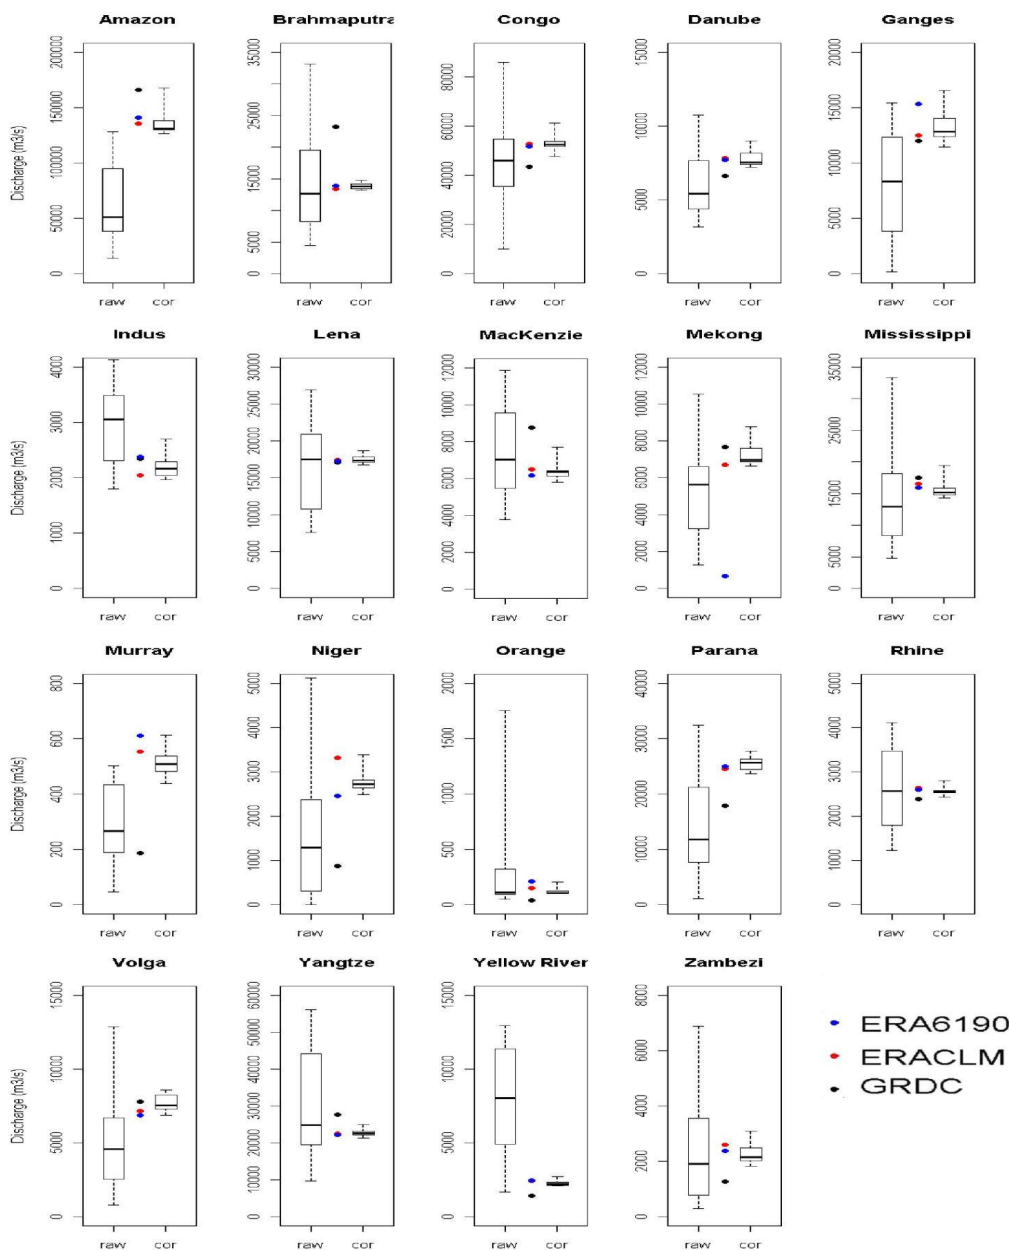 Amazon Brahmaputra Congo Danube Ganges
Discharge (m3/s)
0 50000 100000 150000 200000
0 5000 15000 25000 35000
0 20000 40000 60000 80000
0 5000 10000 15000
0 5000 10000 15000 20000
raw cor raw cor raw cor raw cor raw cor
Indus Lena MacKenzie Mekong Mississippi
Discharge (m3/s)
0 1000 2000 3000 4000
0 5000 10000 15000 20000 25000 30000
0 2000 4000 6000 8000 10000 12000
0 2000 4000 6000 8000 10000 12000
0 5000 15000 25000 35000
raw cor raw cor raw cor raw cor raw cor
Murray Niger Orange Parana Rhine
Discharge (m3/s)
0 200 400 600 800
0 1000 2000 3000 4000 5000
0 500 1000 1500 2000
0 10000 20000 30000 40000
0 1000 2000 3000 4000 5000
raw cor raw cor raw cor raw cor raw cor
Volga Yangtze Yellow River Zambezi
Discharge (m3/s)
0 5000 10000 15000
0 10000 20000 30000 40000 50000 60000
0 5000 10000 15000
0 2000 4000 6000 8000
raw cor raw cor raw cor raw cor
ERA6190
ERACLM
GRDC